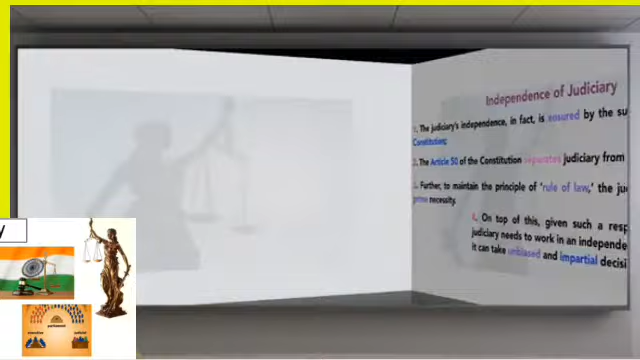 Independence of Judiciary
1. The judiciary's independence, in fact, is ensured by the su
Constitution;
2. The Article 50 of the Constitution separates judiciary from
3. Further, to maintain the principle of 'rule of law,' the ju
prime necessity.
4. On top of this, given such a resp
judiciary needs to work in an independe
it can take unbiased and impartial decisi
y
parliament
executive